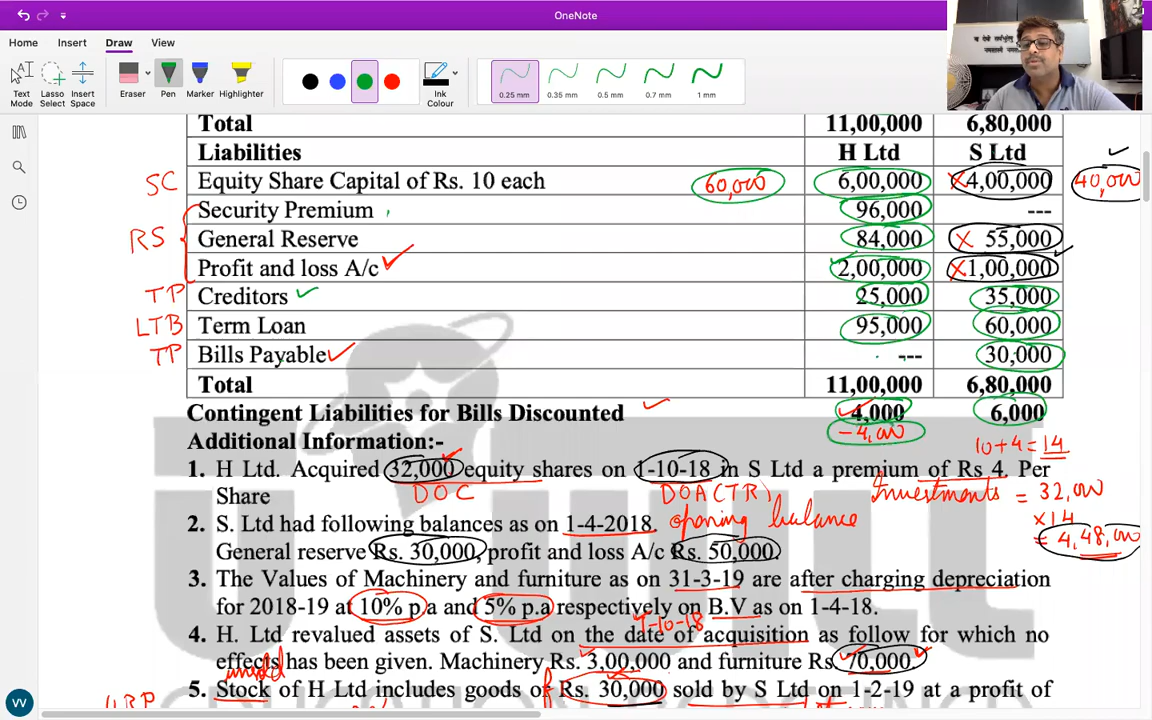 OneNote
Home Insert Draw View
Text Mode
Lasso Select
Insert Space
Eraser
Pen
Marker
Highlighter
Ink Colour
0.25 mm
0.35 mm
0.5 mm
0.7 mm
1 mm
Total 11,00,000 6,80,000
Liabilities H Ltd S Ltd
SC Equity Share Capital of Rs. 10 each 60,000 6,00,000 4,00,000 40,000
Security Premium 96,000 ---
RS General Reserve 84,000 55,000
Profit and loss A/c 2,00,000 1,00,000
TP Creditors 25,000 35,000
LTB Term Loan 95,000 60,000
TP Bills Payable --- 30,000
Total 11,00,000 6,80,000
Contingent Liabilities for Bills Discounted 4,000 6,000
-4,000
Additional Information:-
10+4=14
1. H Ltd. Acquired 32,000 equity shares on 1-10-18 in S Ltd a premium of Rs 4. Per
Share
DOC DOA (TR) Investments = 32,000
×14
= 4,48,000
2. S. Ltd had following balances as on 1-4-2018. opening balance
General reserve Rs. 30,000, profit and loss A/c Rs. 50,000.
3. The Values of Machinery and furniture as on 31-3-19 are after charging depreciation
for 2018-19 at 10% p.a and 5% p.a respectively on B.V as on 1-4-18.
4. H. Ltd revalued assets of S. Ltd on the date of acquisition as follow for which no
effects has been given. Machinery Rs. 3,00,000 and furniture Rs 70,000.
5. Stock of H Ltd includes goods of Rs. 30,000 sold by S Ltd on 1-2-19 at a profit of
URP
VV